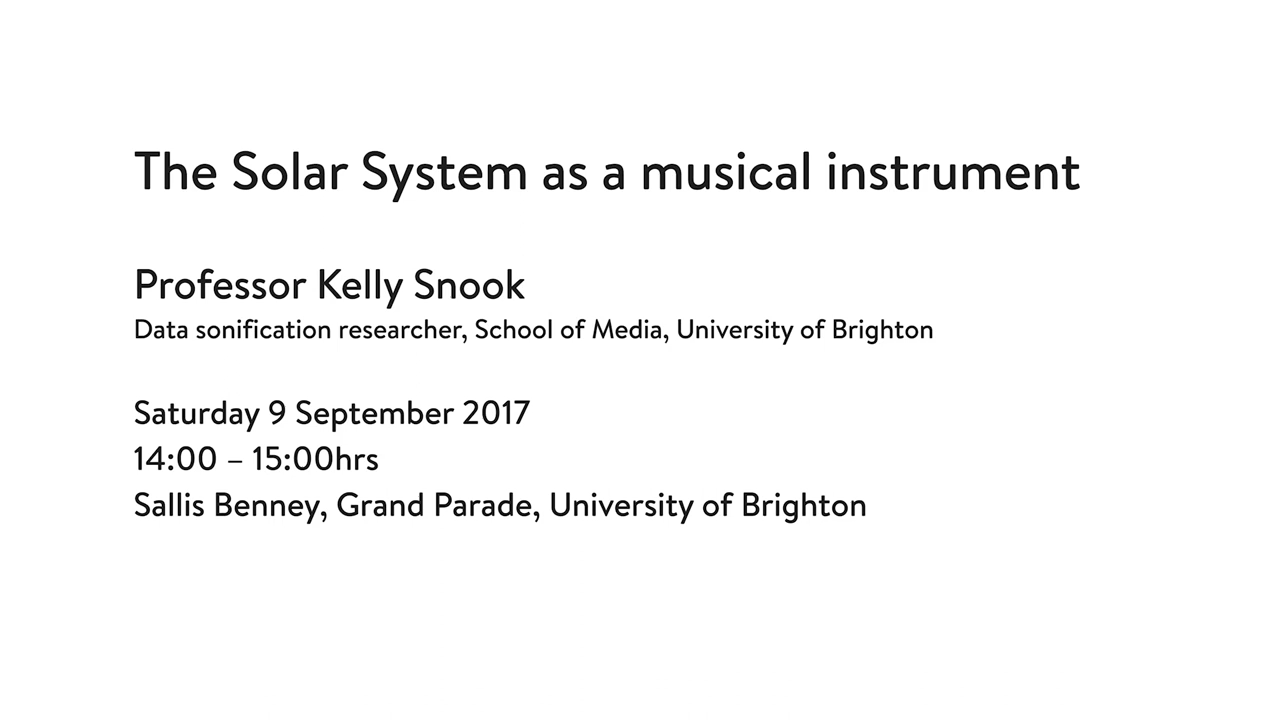 The Solar System as a musical instrument
Professor Kelly Snook
Data sonification researcher, School of Media, University of Brighton
Saturday 9 September 2017
14:00 – 15:00hrs
Sallis Benney, Grand Parade, University of Brighton